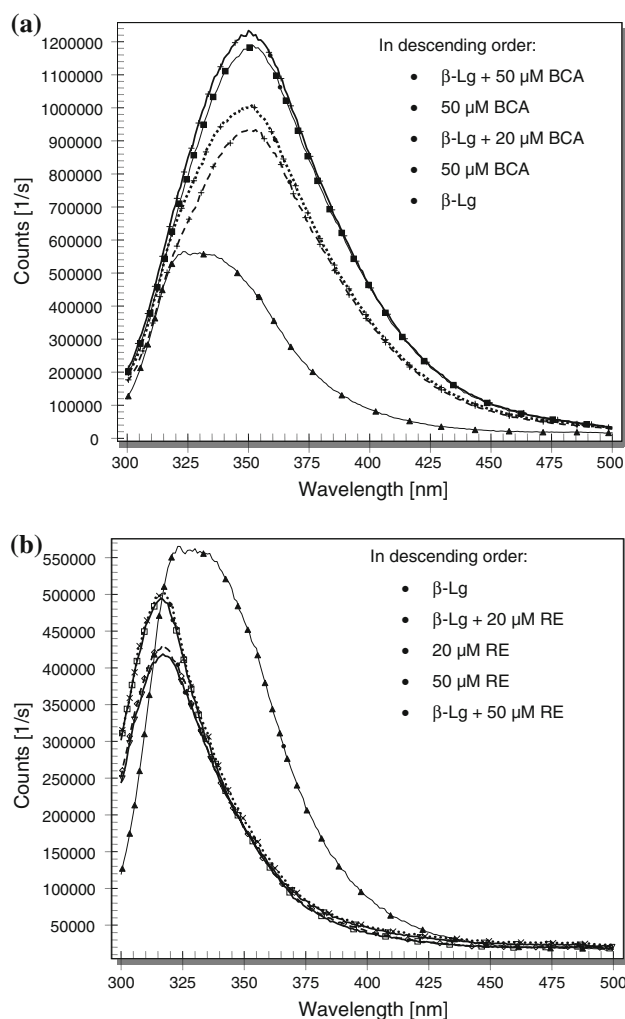 (a)
1200000
1100000
1000000
900000
800000
700000
600000
500000
400000
300000
200000
100000
0
Counts [1/s]
In descending order:
• β-Lg + 50 µM BCA
• 50 µM BCA
• β-Lg + 20 µM BCA
• 50 µM BCA
• β-Lg
300 325 350 375 400 425 450 475 500
Wavelength [nm]
(b)
550000
500000
450000
400000
350000
300000
250000
200000
150000
100000
50000
Counts [1/s]
In descending order:
• β-Lg
• β-Lg + 20 µM RE
• 20 µM RE
• 50 µM RE
• β-Lg + 50 µM RE
300 325 350 375 400 425 450 475 500
Wavelength [nm]